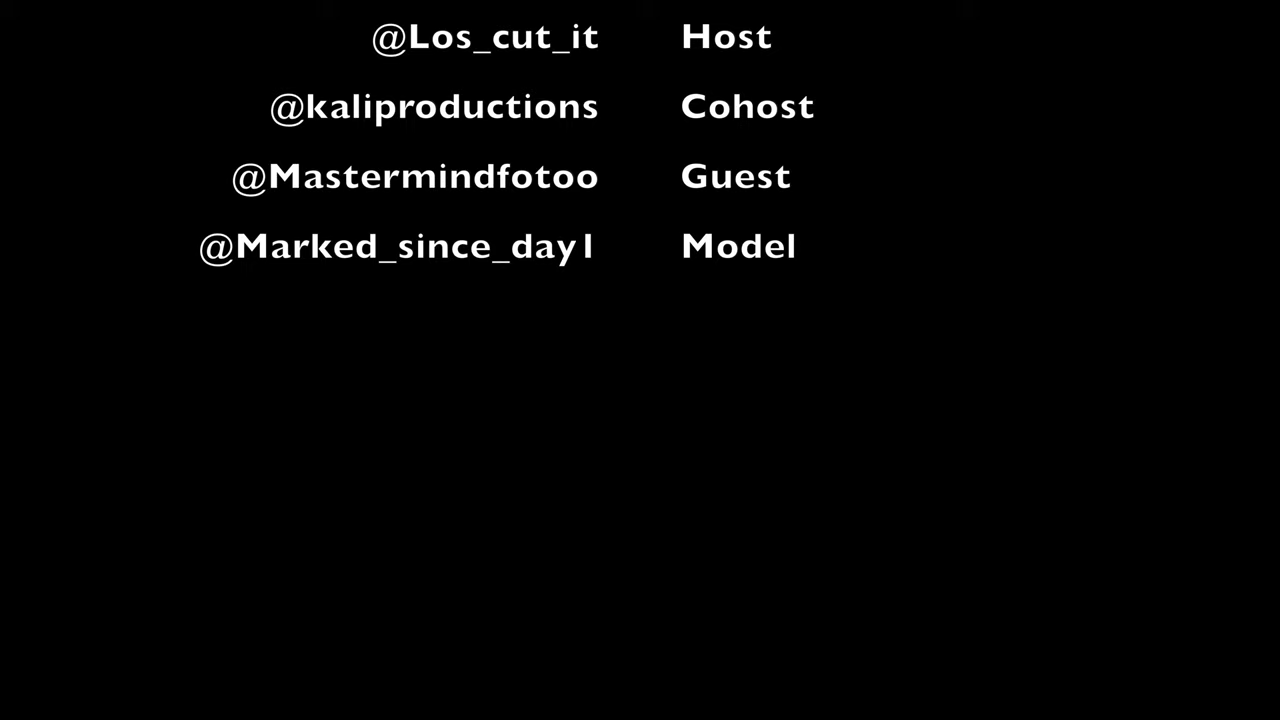 @Los_cut_it Host
@kaliproductions Cohost
@Mastermindfotoo Guest
@Marked_since_day1 Model